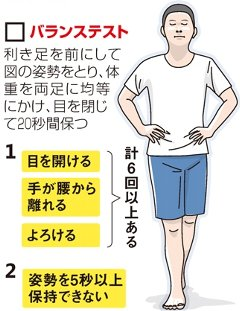 □ バランステスト
利き足を前にして
図の姿勢をとり、体
重を両足に均等
にかけ、目を閉じ
て20秒間保つ
1
目を開ける
手が腰から
離れる
よろける
計6回以上ある
2
姿勢を5秒以上
保持できない